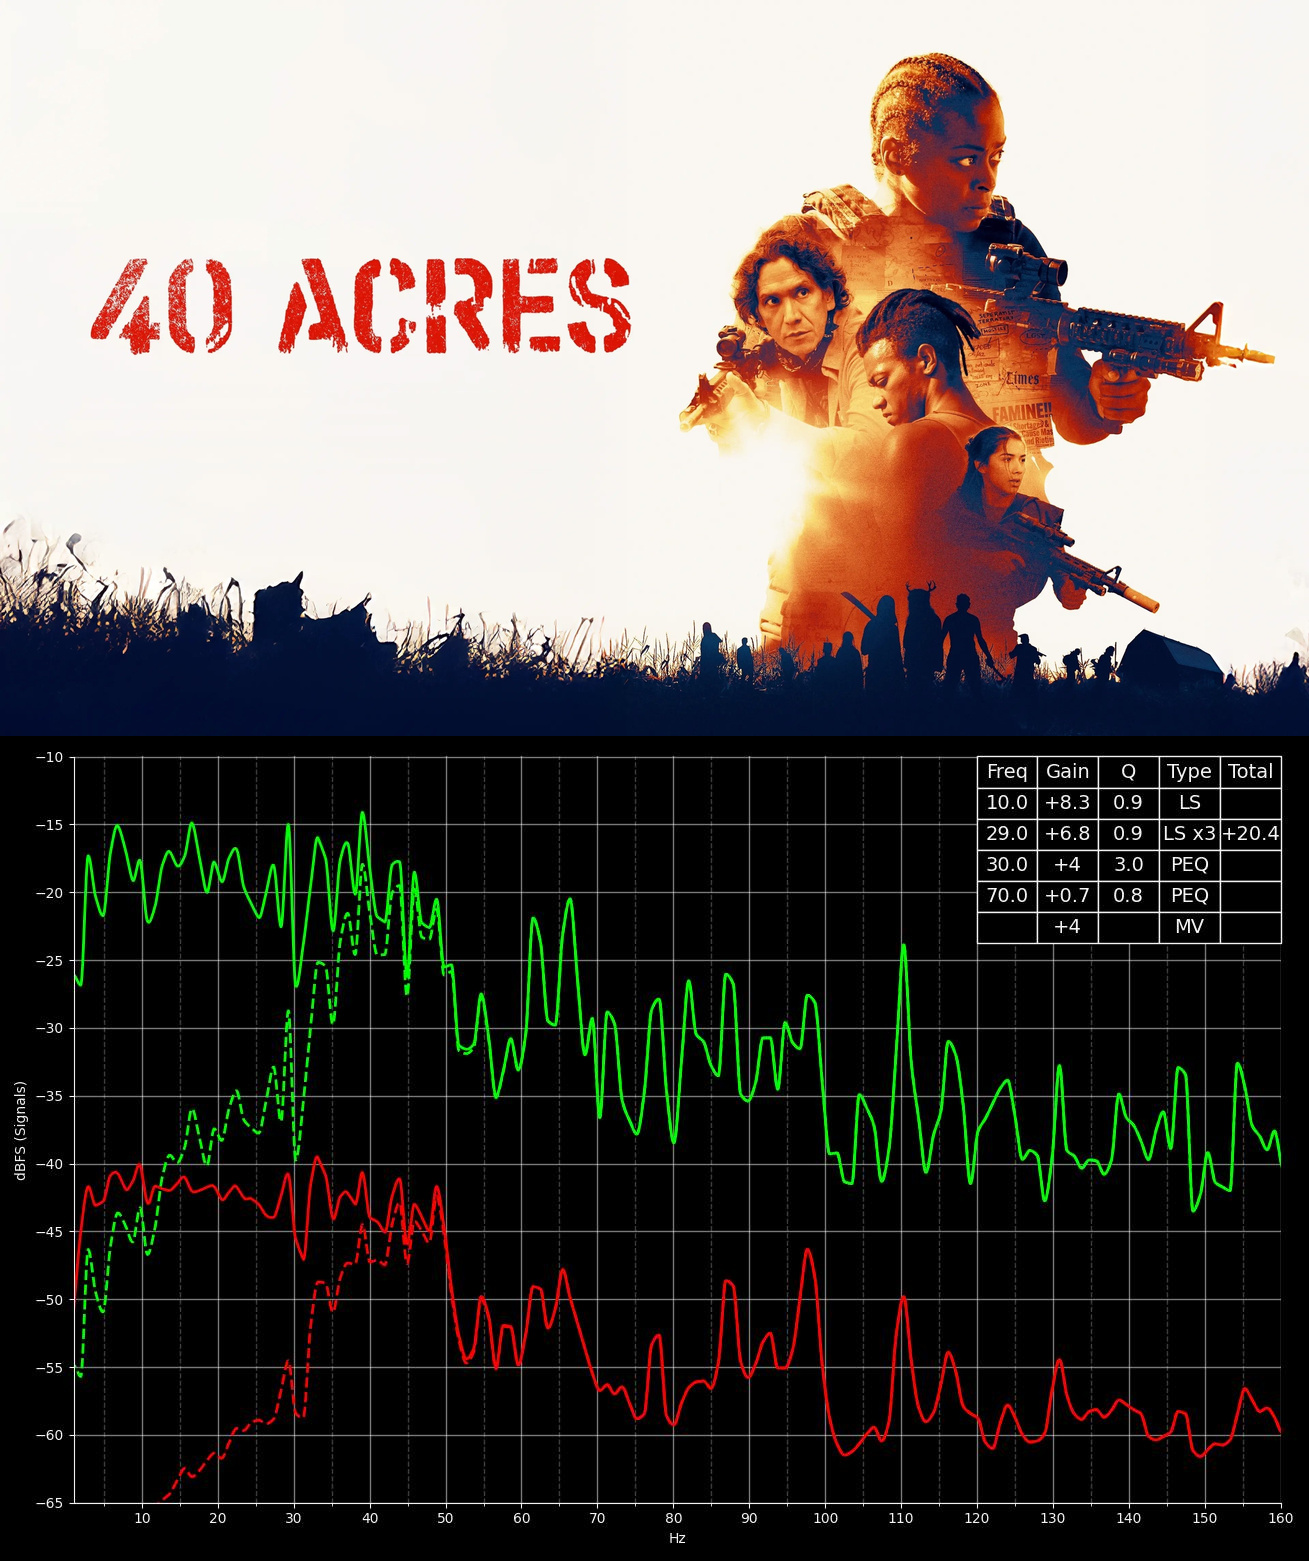 40 ACRES
Limes
FAMINE!!
Freq Gain Q Type Total
10.0 +8.3 0.9 LS
29.0 +6.8 0.9 LS x3 +20.4
30.0 +4 3.0 PEQ
70.0 +0.7 0.8 PEQ
+4 MV
−10
−15
−20
−25
−30
−35
−40
−45
−50
−55
−60
−65
dBFS (Signals)
10 20 30 40 50 60 70 80 90 100 110 120 130 140 150 160
Hz